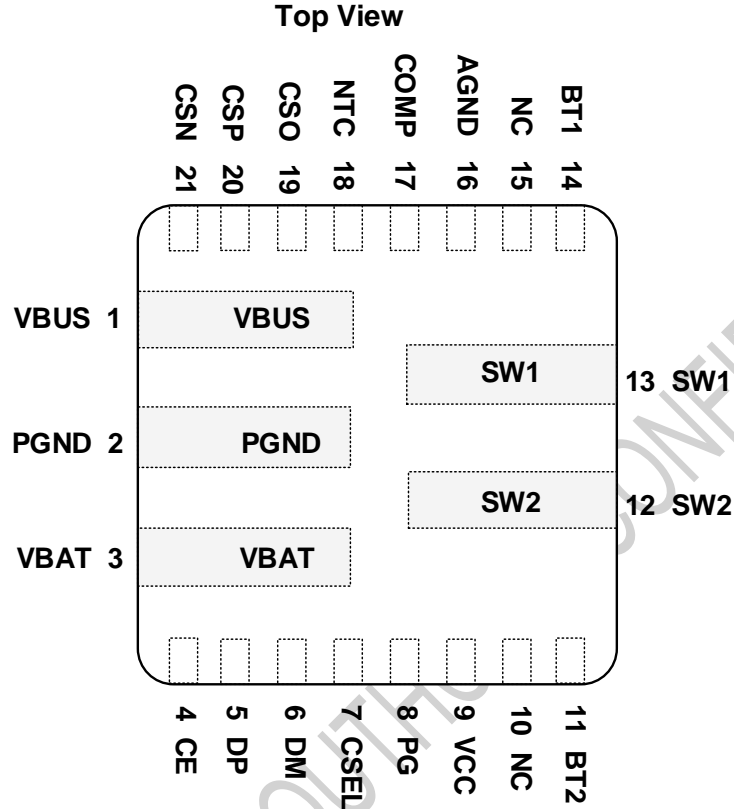 Top View
CSN 21
CSP 20
CSO 19
NTC 18
COMP 17
AGND 16
NC 15
BT1 14
VBUS 1
VBUS
SW1
13 SW1
PGND 2
PGND
SW2
12 SW2
VBAT 3
VBAT
4 CE
5 DP
6 DM
7 CSEL
8 PG
9 VCC
10 NC
11 BT2